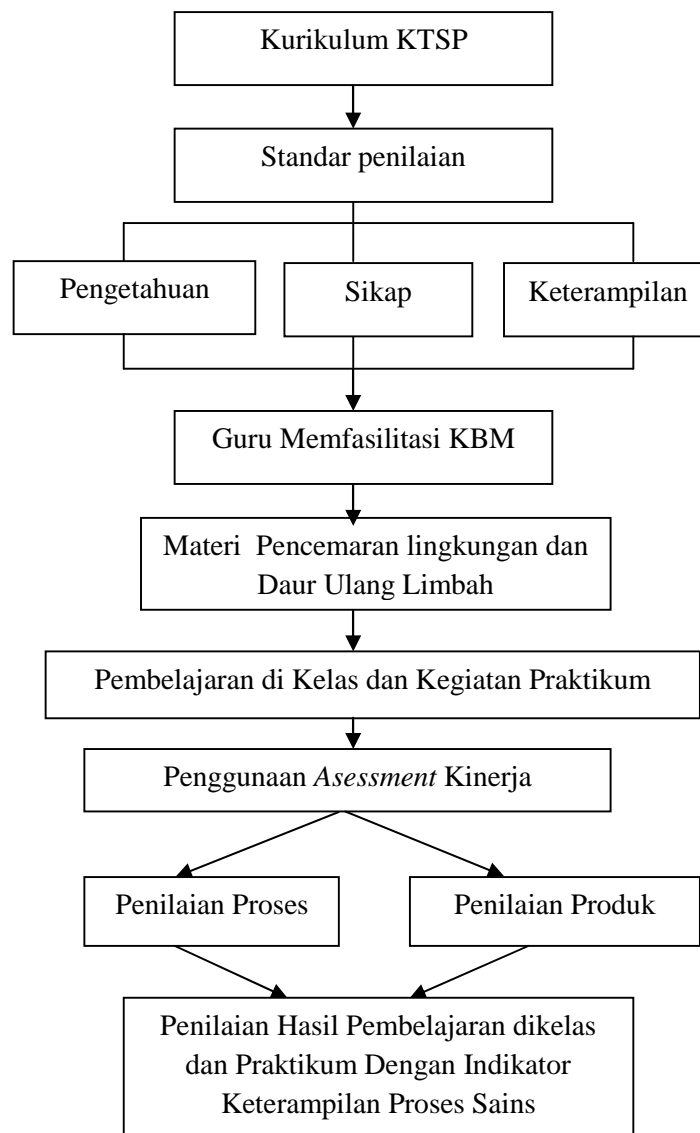 Kurikulum KTSP
Standar penilaian
Pengetahuan
Sikap
Keterampilan
Guru Memfasilitasi KBM
Materi Pencemaran lingkungan dan
Daur Ulang Limbah
Pembelajaran di Kelas dan Kegiatan Praktikum
Penggunaan Asessment Kinerja
Penilaian Proses
Penilaian Produk
Penilaian Hasil Pembelajaran dikelas
dan Praktikum Dengan Indikator
Keterampilan Proses Sains